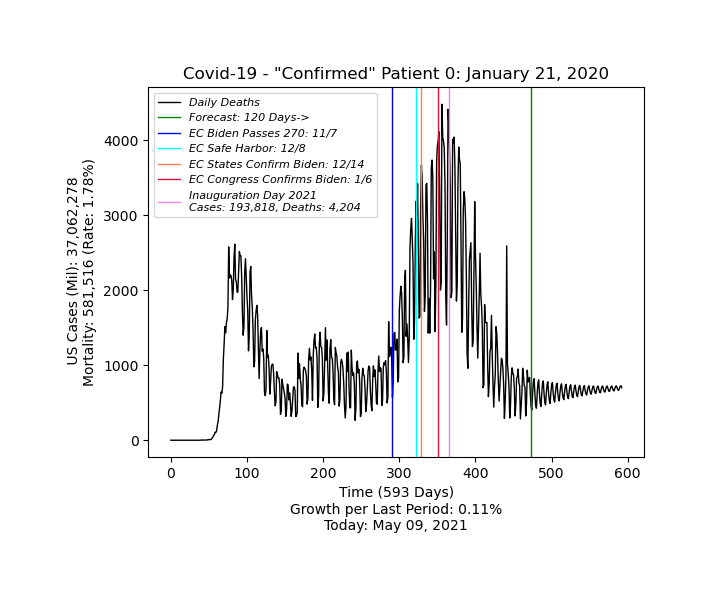 Covid-19 - "Confirmed" Patient 0: January 21, 2020
Daily Deaths
Forecast: 120 Days->
EC Biden Passes 270: 11/7
EC Safe Harbor: 12/8
EC States Confirm Biden: 12/14
EC Congress Confirms Biden: 1/6
Inauguration Day 2021
Cases: 193,818, Deaths: 4,204
US Cases (Mil): 37,062,278
Mortality: 581,516 (Rate: 1.78%)
4000
3000
2000
1000
0
0 100 200 300 400 500 600
Time (593 Days)
Growth per Last Period: 0.11%
Today: May 09, 2021